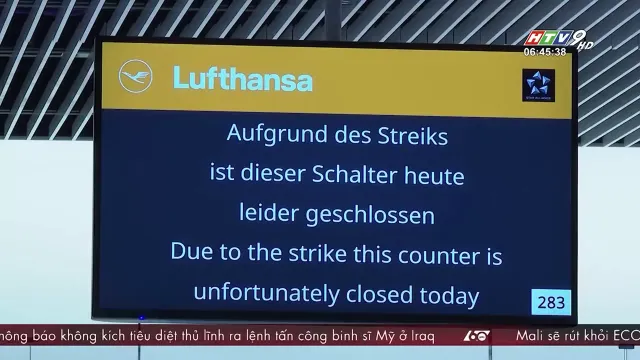 HTV9 HD
06:45:38
Lufthansa
Aufgrund des Streiks
ist dieser Schalter heute
leider geschlossen
Due to the strike this counter is
unfortunately closed today
283
hông báo không kích tiêu diệt thủ lĩnh ra lệnh tấn công binh sĩ Mỹ ở Iraq 60 Mali sẽ rút khỏi ECO